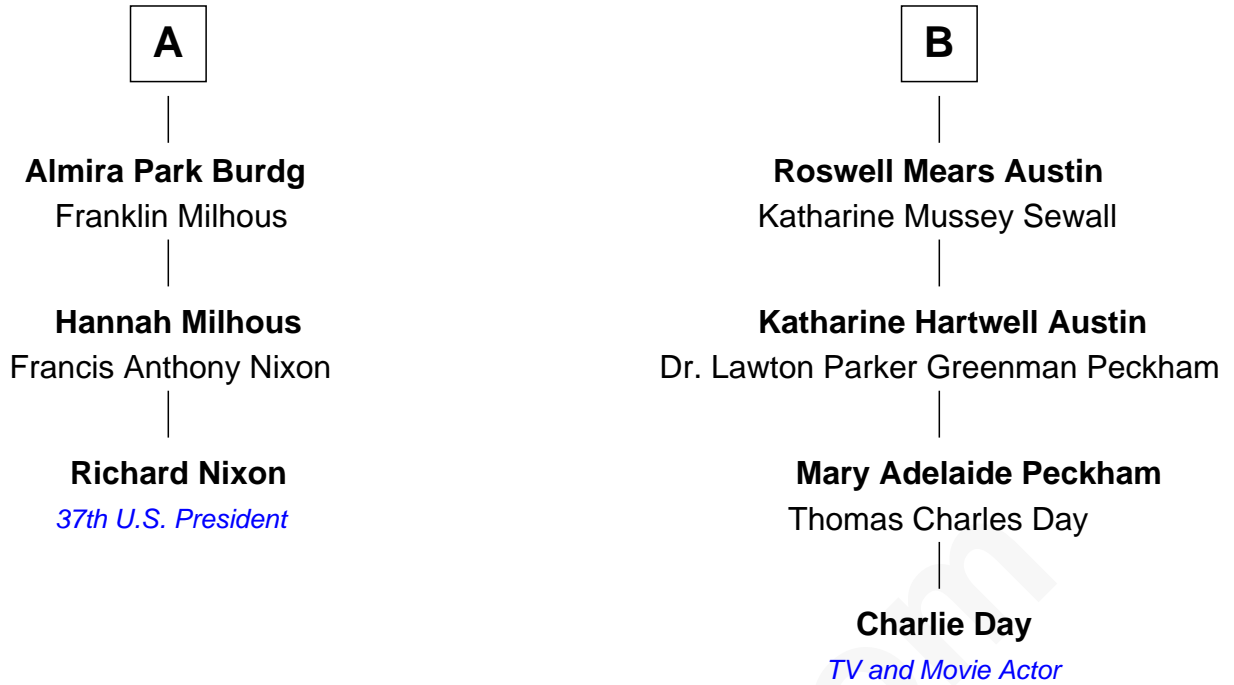 A
Almira Park Burdg
Franklin Milhous
Hannah Milhous
Francis Anthony Nixon
Richard Nixon
37th U.S. President
B
Roswell Mears Austin
Katharine Mussey Sewall
Katharine Hartwell Austin
Dr. Lawton Parker Greenman Peckham
Mary Adelaide Peckham
Thomas Charles Day
Charlie Day
TV and Movie Actor